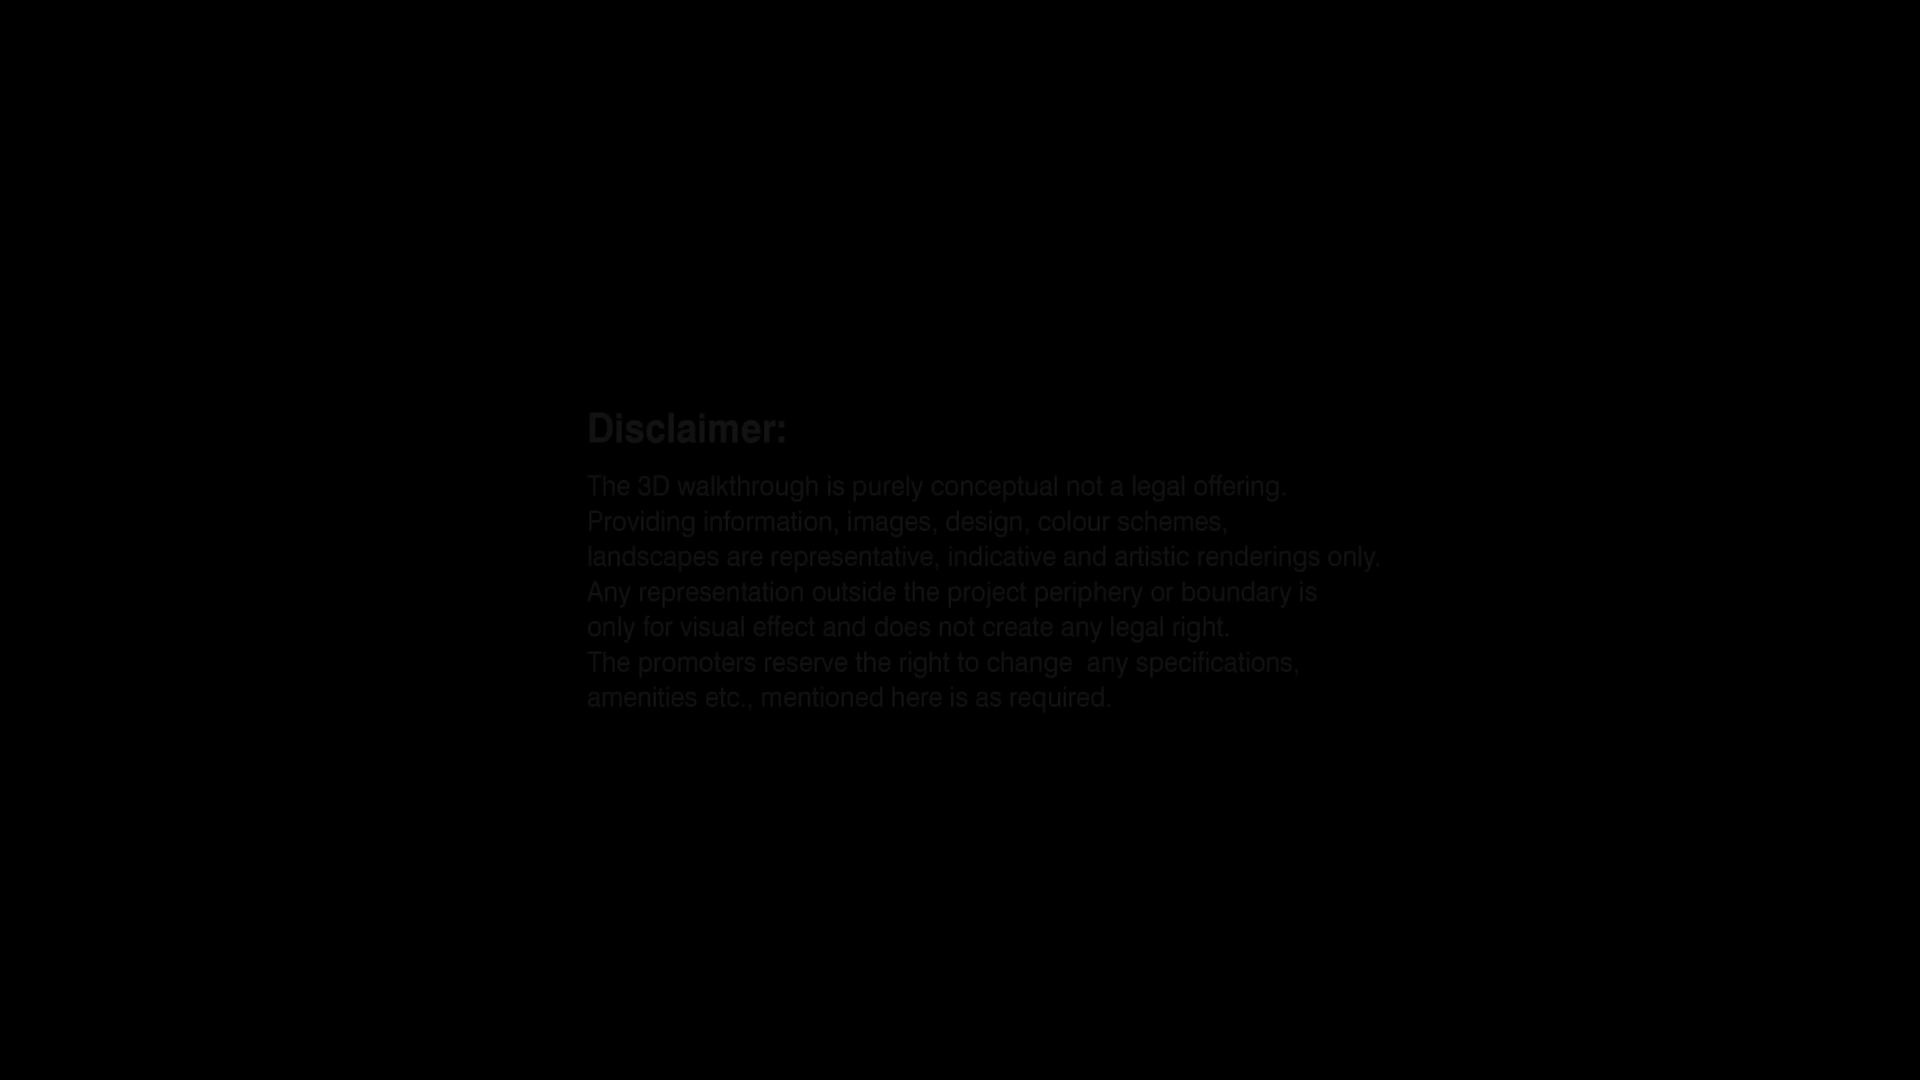 Disclaimer:
The 3D walkthrough is purely conceptual not a legal offering.
Providing information, images, design, colour schemes,
landscapes are representative, indicative and artistic renderings only.
Any representation outside the project periphery or boundary is
only for visual effect and does not create any legal right.
The promoters reserve the right to change  any specifications,
amenities etc., mentioned here is as required.